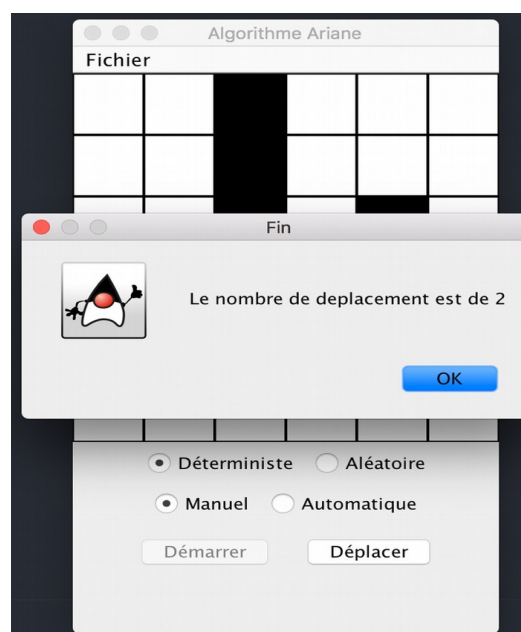 Algorithme Ariane
Fichier
Fin
Le nombre de deplacement est de 2
OK
Déterministe Aléatoire
Manuel Automatique
Démarrer Déplacer